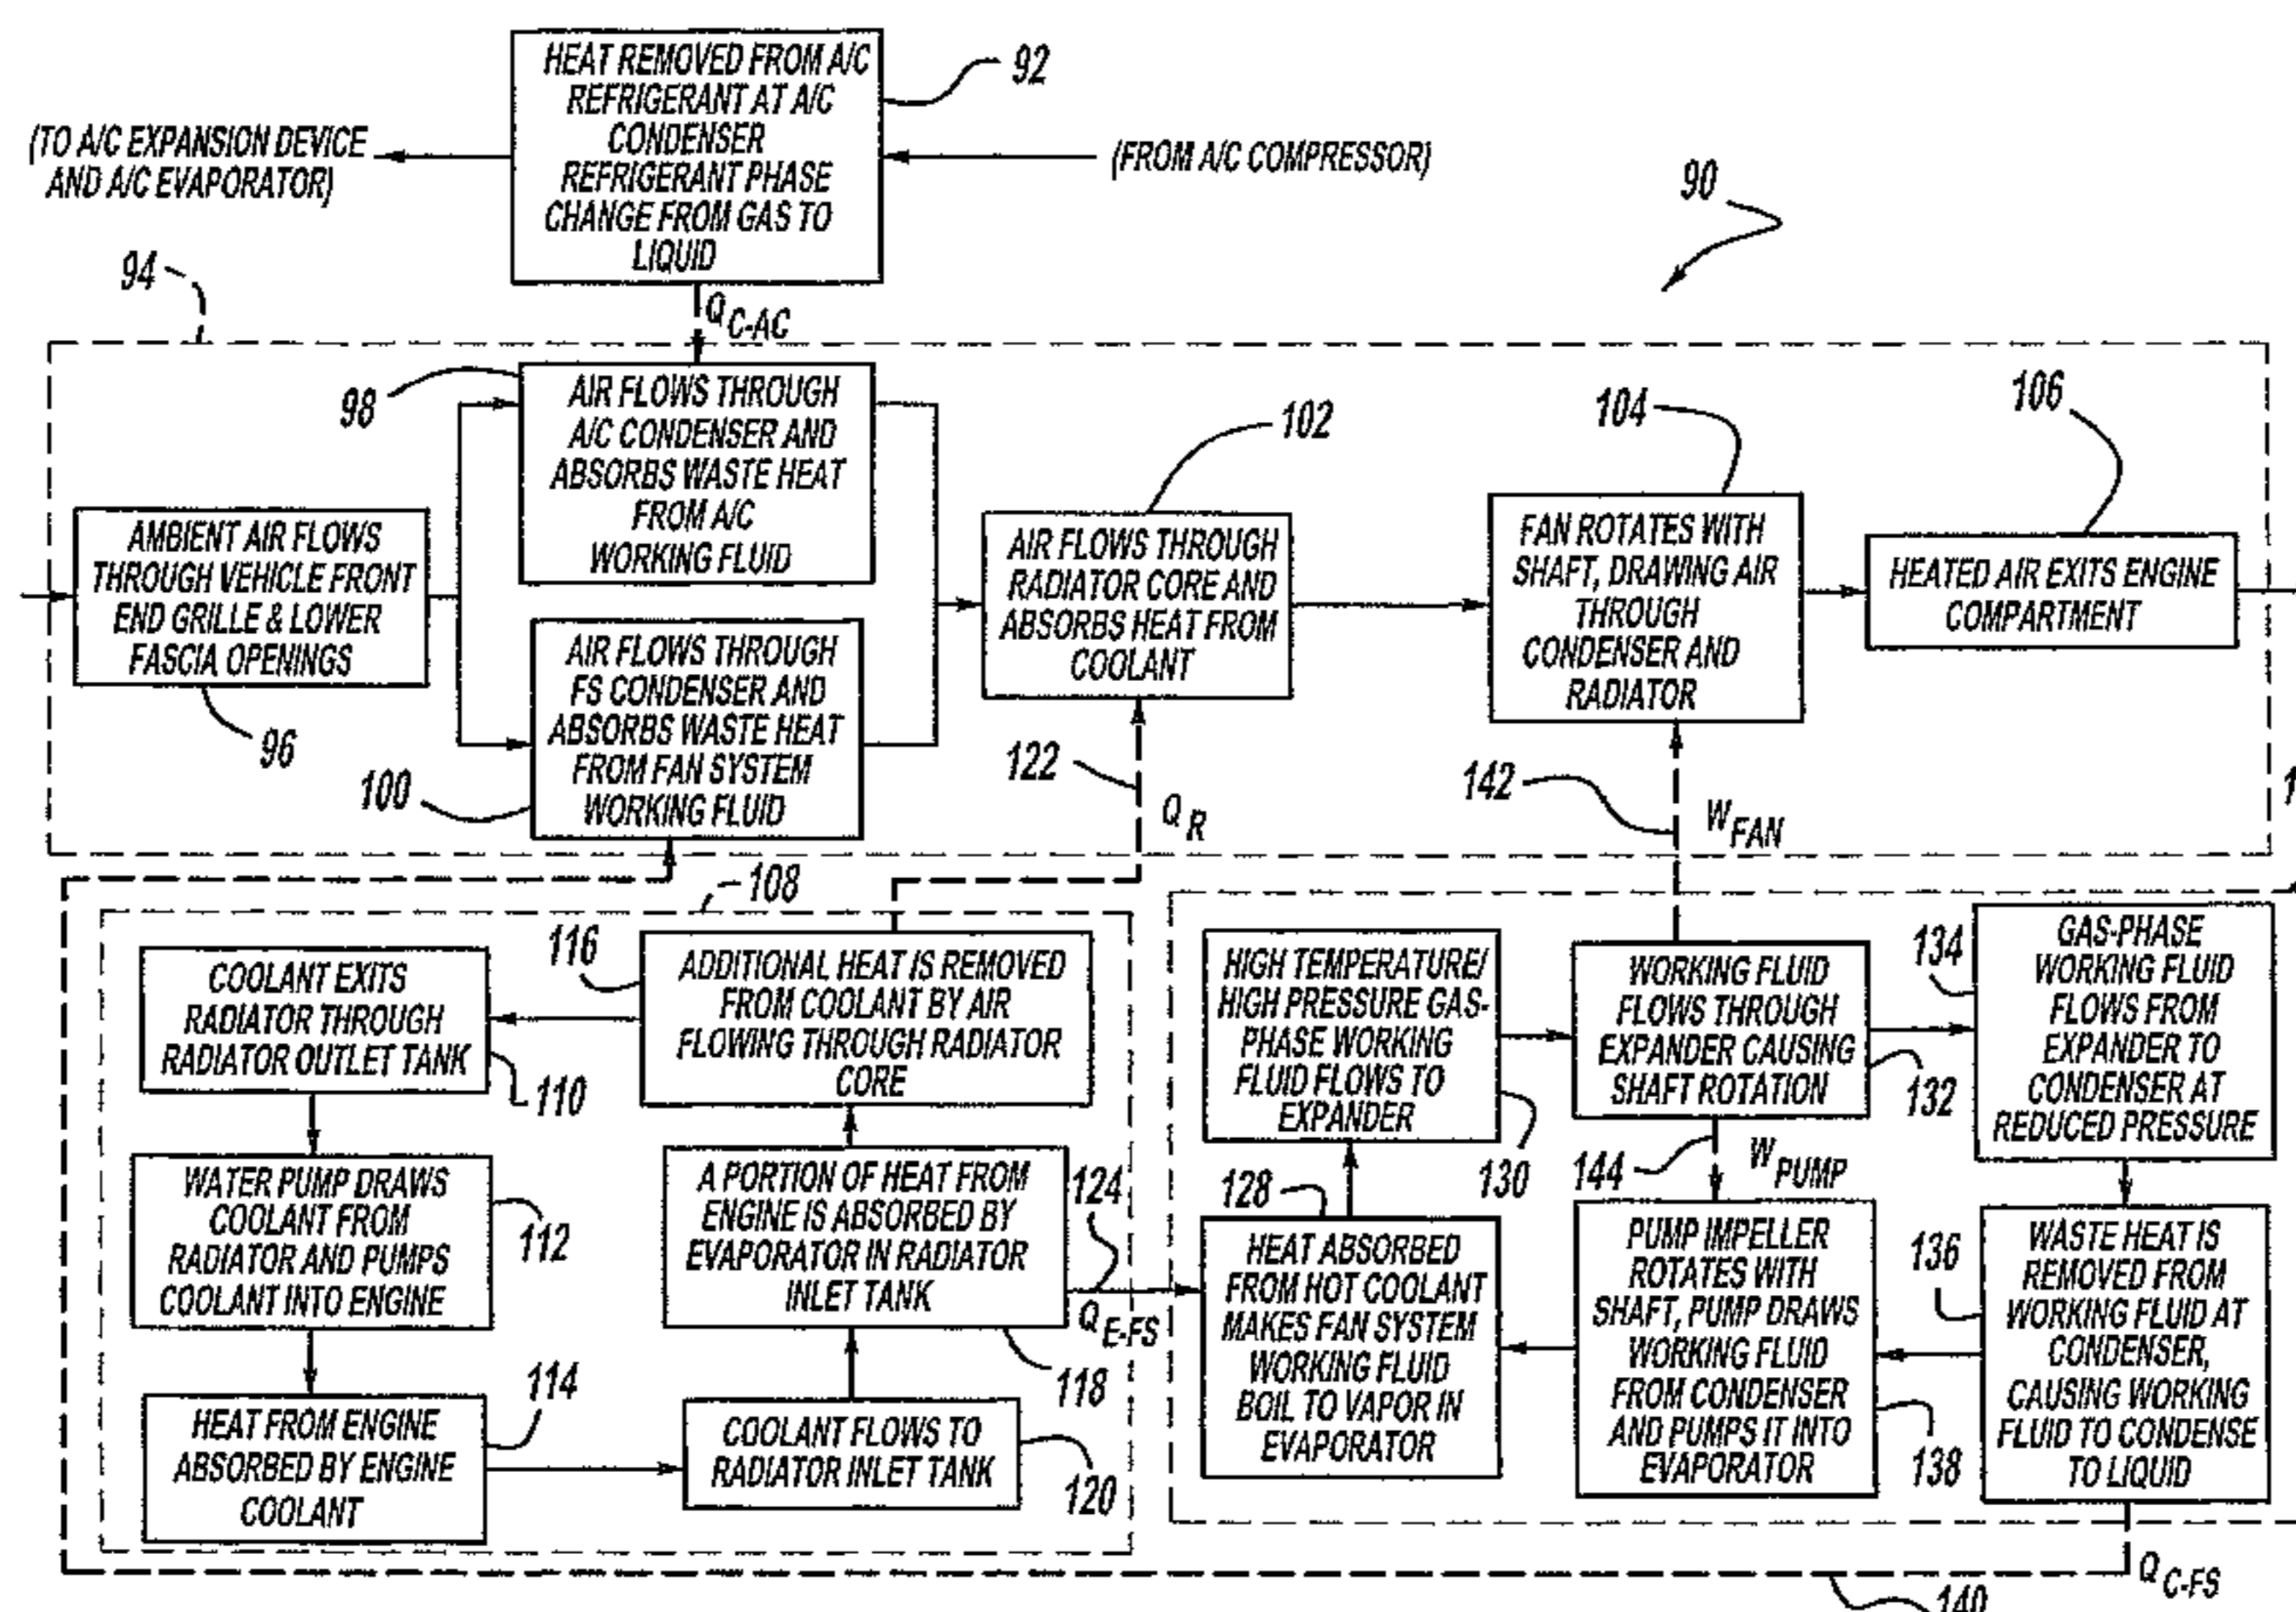 HEAT REMOVED FROM A/C
REFRIGERANT AT A/C
CONDENSER
REFRIGERANT PHASE
CHANGE FROM GAS TO
LIQUID
92
(TO A/C EXPANSION DEVICE
AND A/C EVAPORATOR)
(FROM A/C COMPRESSOR)
90
94
Q C-AC
98
AIR FLOWS THROUGH
A/C CONDENSER AND
ABSORBS WASTE HEAT
FROM A/C
WORKING FLUID
102
104
106
AMBIENT AIR FLOWS
THROUGH VEHICLE FRONT
END GRILLE & LOWER
FASCIA OPENINGS
96
AIR FLOWS THROUGH
FS CONDENSER AND
ABSORBS WASTE HEAT
FROM FAN SYSTEM
WORKING FLUID
100
AIR FLOWS THROUGH
RADIATOR CORE AND
ABSORBS HEAT FROM
COOLANT
FAN ROTATES WITH
SHAFT, DRAWING AIR
THROUGH
CONDENSER AND
RADIATOR
HEATED AIR EXITS ENGINE
COMPARTMENT
122
Q R
142
W FAN
108
116
COOLANT EXITS
RADIATOR THROUGH
RADIATOR OUTLET TANK
110
ADDITIONAL HEAT IS REMOVED
FROM COOLANT BY AIR
FLOWING THROUGH RADIATOR
CORE
WATER PUMP DRAWS
COOLANT FROM
RADIATOR AND PUMPS
COOLANT INTO ENGINE
112
A PORTION OF HEAT FROM
ENGINE IS ABSORBED BY
EVAPORATOR IN RADIATOR
INLET TANK
124
Q E-FS
118
HEAT FROM ENGINE
ABSORBED BY ENGINE
COOLANT
114
COOLANT FLOWS TO
RADIATOR INLET TANK
120
HIGH TEMPERATURE/
HIGH PRESSURE GAS-
PHASE WORKING
FLUID FLOWS TO
EXPANDER
130
WORKING FLUID
FLOWS THROUGH
EXPANDER CAUSING
SHAFT ROTATION
132
134
GAS-PHASE
WORKING FLUID
FLOWS FROM
EXPANDER TO
CONDENSER AT
REDUCED PRESSURE
128
144
W PUMP
HEAT ABSORBED
FROM HOT COOLANT
MAKES FAN SYSTEM
WORKING FLUID
BOIL TO VAPOR IN
EVAPORATOR
PUMP IMPELLER
ROTATES WITH
SHAFT, PUMP DRAWS
WORKING FLUID
FROM CONDENSER
AND PUMPS IT INTO
EVAPORATOR
138
136
WASTE HEAT IS
REMOVED FROM
WORKING FLUID AT
CONDENSER,
CAUSING WORKING
FLUID TO CONDENSE
TO LIQUID
Q C-FS
140